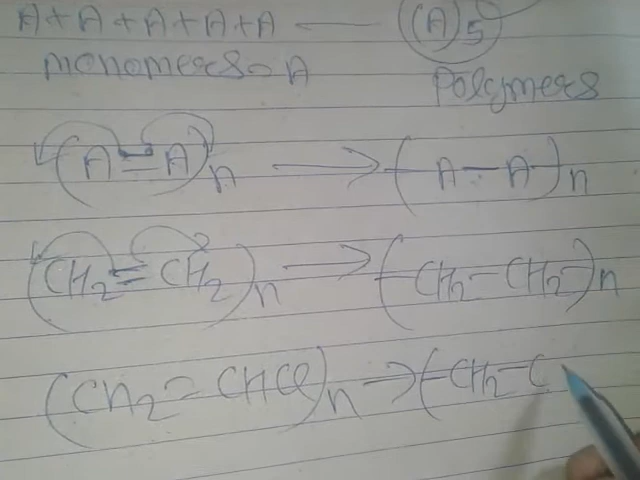 A + A + A + A + A — (A)5
monomers = A
Polymers
(A = A)n → (A - A)n
(CH2 = CH2)n → (CH2 - CH2)n
(CH2 = CHCl)n → (CH2 - C